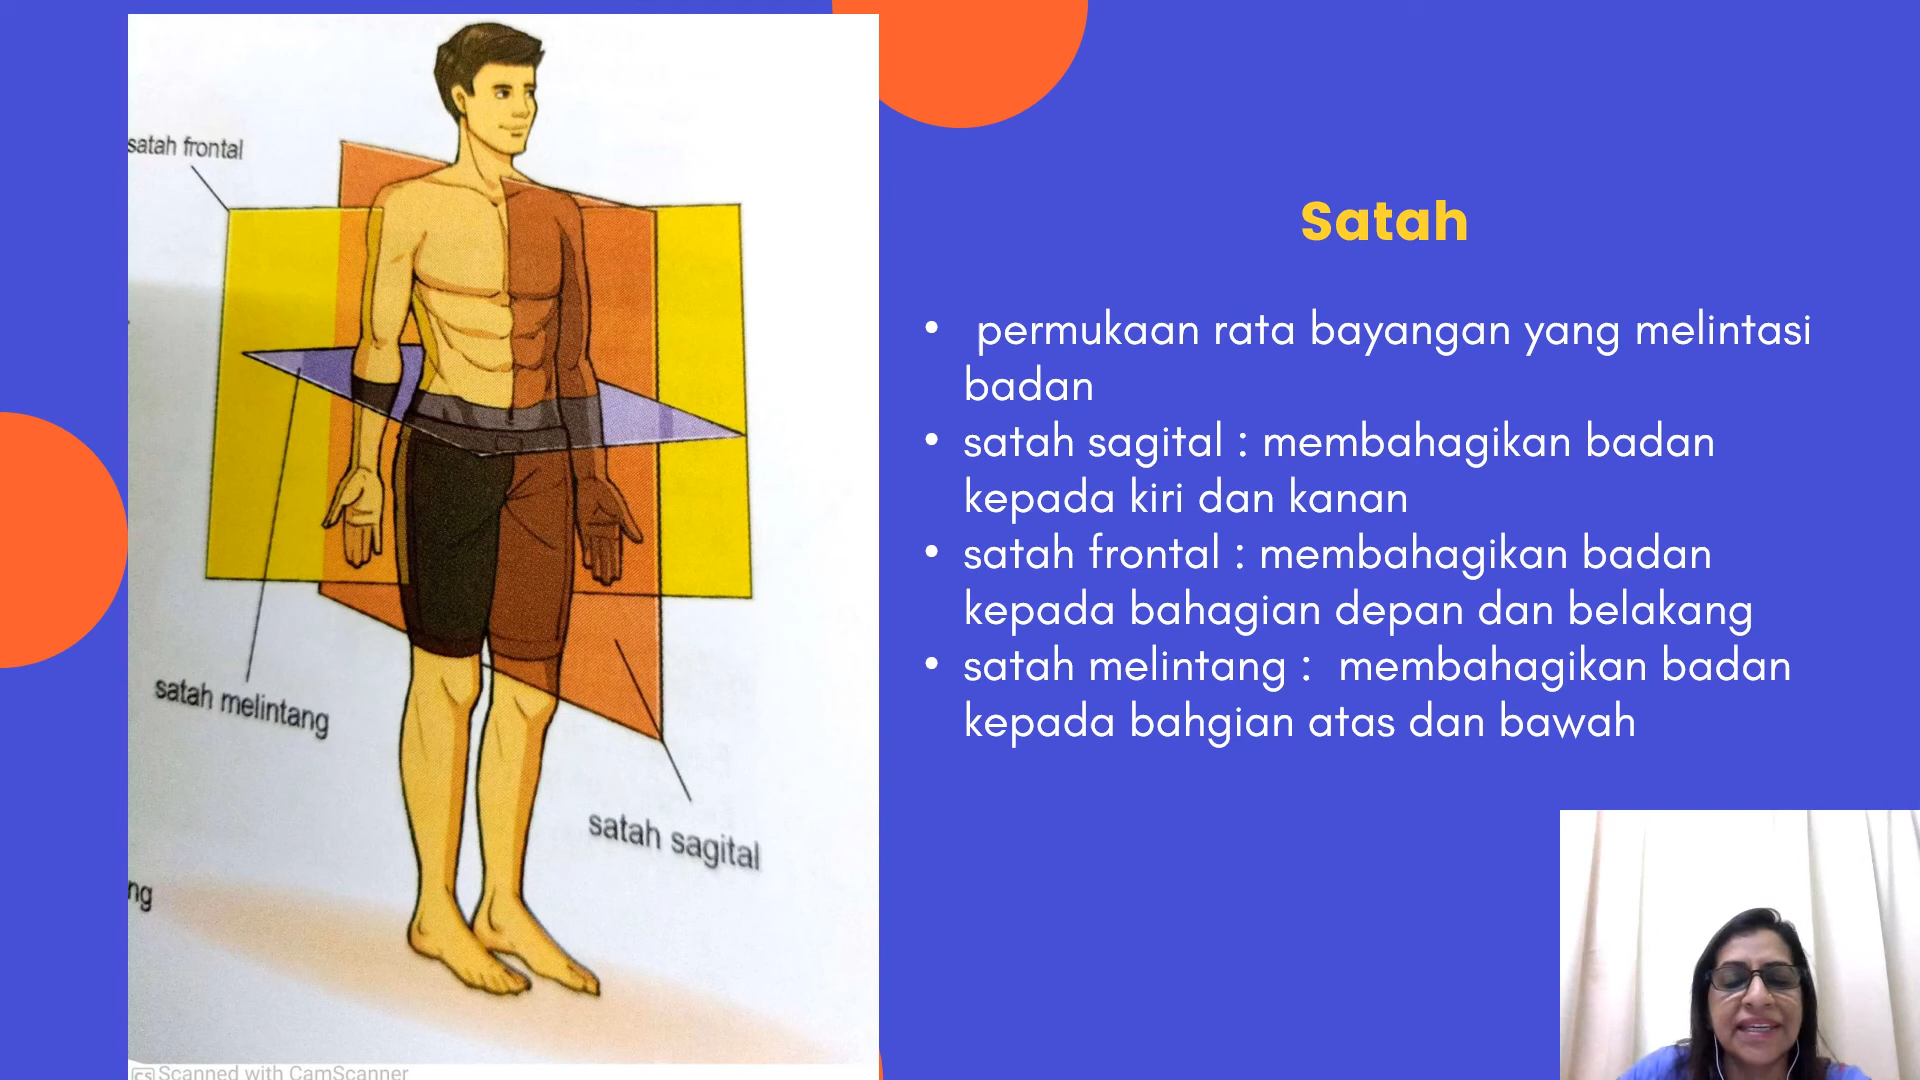 satah frontal
satah melintang
satah sagital
ng
Scanned with CamScanner
Satah
• permukaan rata bayangan yang melintasi
badan
• satah sagital : membahagikan badan
kepada kiri dan kanan
• satah frontal : membahagikan badan
kepada bahagian depan dan belakang
• satah melintang : membahagikan badan
kepada bahgian atas dan bawah